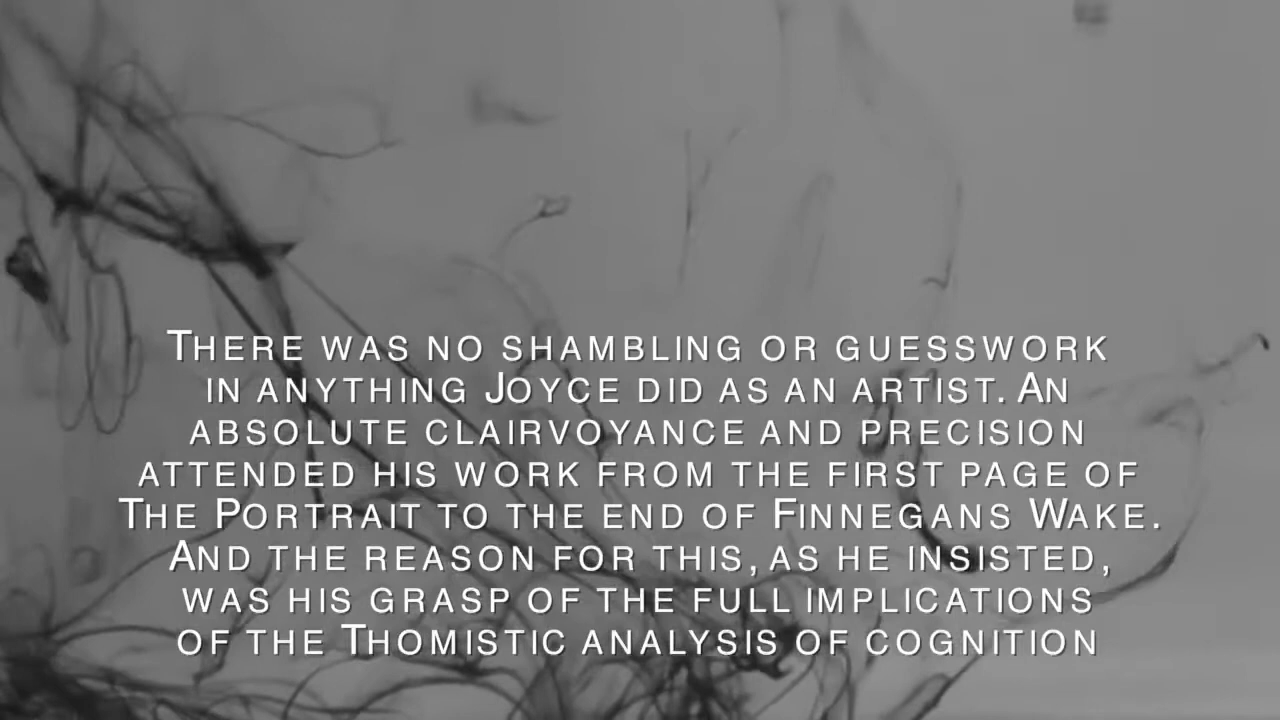 THERE WAS NO SHAMBLING OR GUESSWORK
IN ANYTHING JOYCE DID AS AN ARTIST. AN
ABSOLUTE CLAIRVOYANCE AND PRECISION
ATTENDED HIS WORK FROM THE FIRST PAGE OF
THE PORTRAIT TO THE END OF FINNEGANS WAKE.
AND THE REASON FOR THIS, AS HE INSISTED,
WAS HIS GRASP OF THE FULL IMPLICATIONS
OF THE THOMISTIC ANALYSIS OF COGNITION